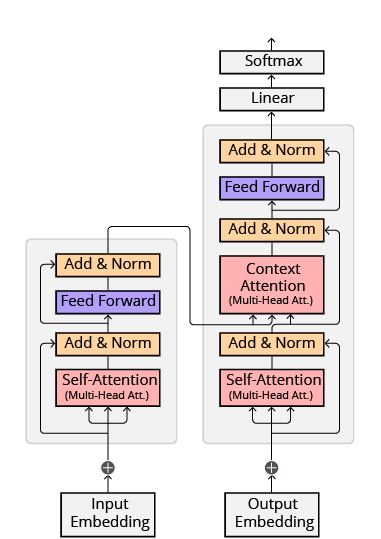 Softmax
Linear
Add & Norm
Feed Forward
Add & Norm
Context
Attention
(Multi-Head Att.)
Add & Norm
Self-Attention
(Multi-Head Att.)
Output
Embedding
Add & Norm
Feed Forward
Add & Norm
Self-Attention
(Multi-Head Att.)
Input
Embedding